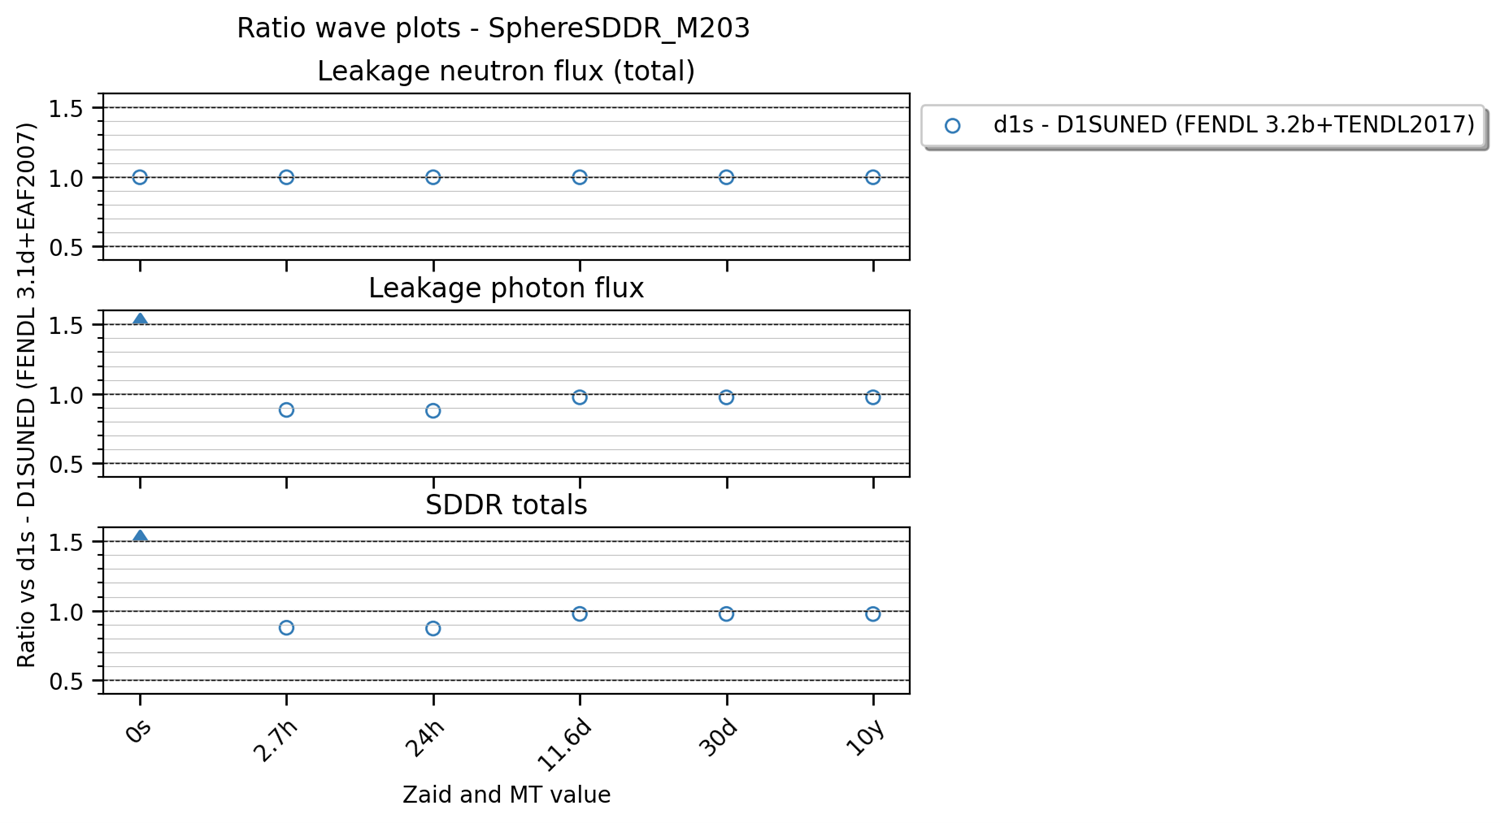 Ratio wave plots - SphereSDDR_M203
Leakage neutron flux (total)
1.5
1.0
0.5
d1s - D1SUNED (FENDL 3.2b+TENDL2017)
Ratio vs d1s - D1SUNED (FENDL 3.1d+EAF2007)
Leakage photon flux
1.5
1.0
0.5
SDDR totals
1.5
1.0
0.5
0s 2.7h 24h 11.6d 30d 10y
Zaid and MT value